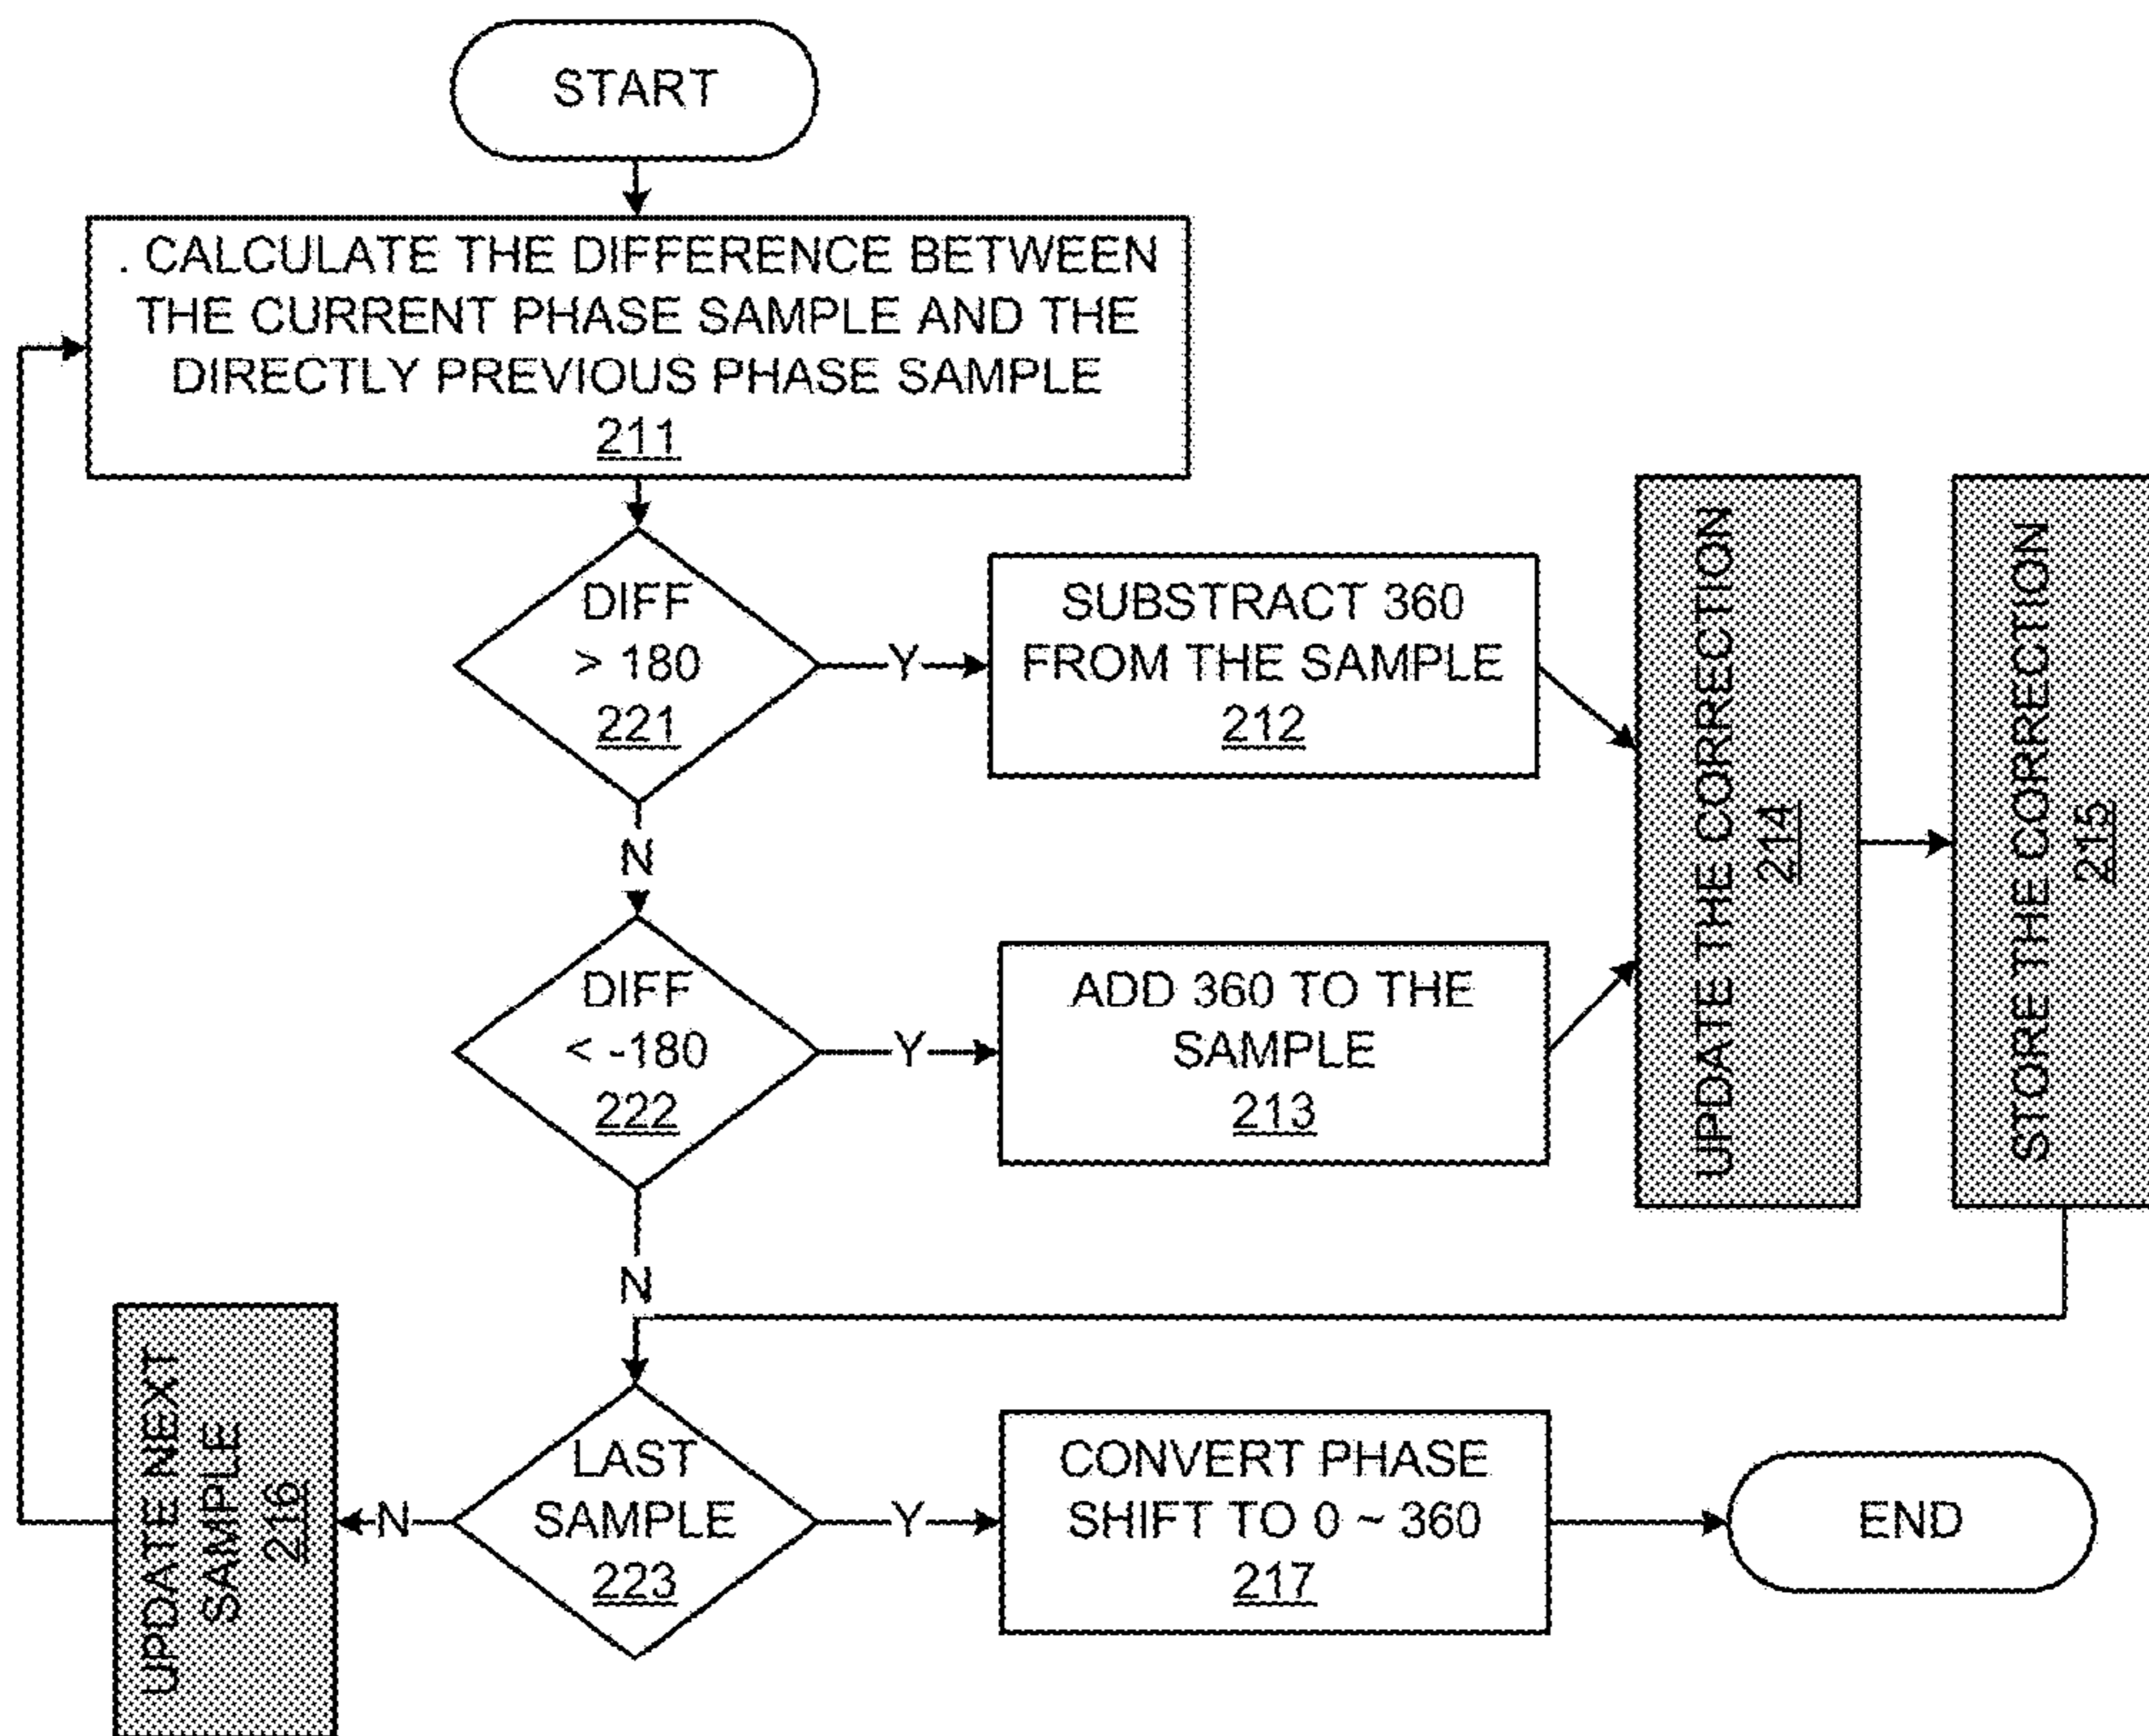 START
. CALCULATE THE DIFFERENCE BETWEEN
THE CURRENT PHASE SAMPLE AND THE
DIRECTLY PREVIOUS PHASE SAMPLE
211
DIFF
> 180
221
Y
SUBSTRACT 360
FROM THE SAMPLE
212
UPDATE THE CORRECTION
214
STORE THE CORRECTION
215
N
DIFF
< -180
222
Y
ADD 360 TO THE
SAMPLE
213
N
UPDATE NEXT
SAMPLE
216
N
LAST
SAMPLE
223
Y
CONVERT PHASE
SHIFT TO 0 ~ 360
217
END